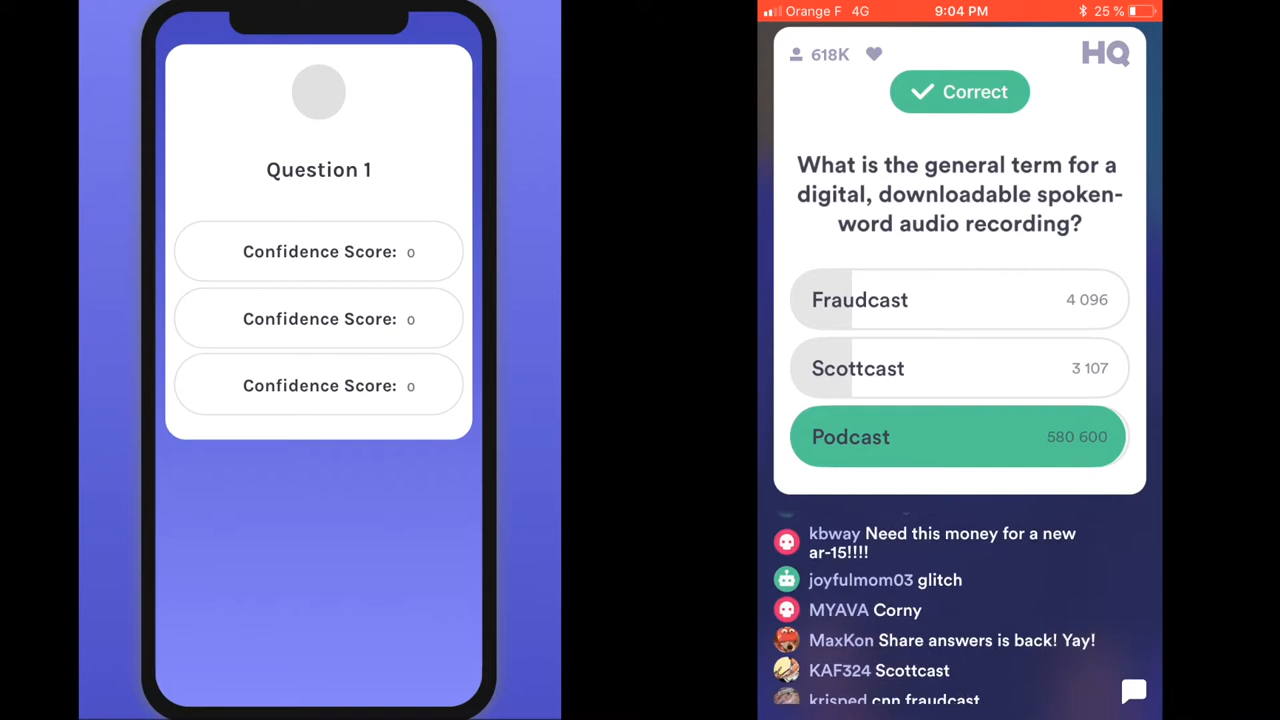 Question 1
Confidence Score: 0
Confidence Score: 0
Confidence Score: 0
Orange F 4G 9:04 PM 25 %
618K HQ
Correct
What is the general term for a
digital, downloadable spoken-
word audio recording?
Fraudcast 4 096
Scottcast 3 107
Podcast 580 600
kbway Need this money for a new
ar-15!!!!
joyfulmom03 glitch
MYAVA Corny
MaxKon Share answers is back! Yay!
KAF324 Scottcast
krisped cnn fraudcast